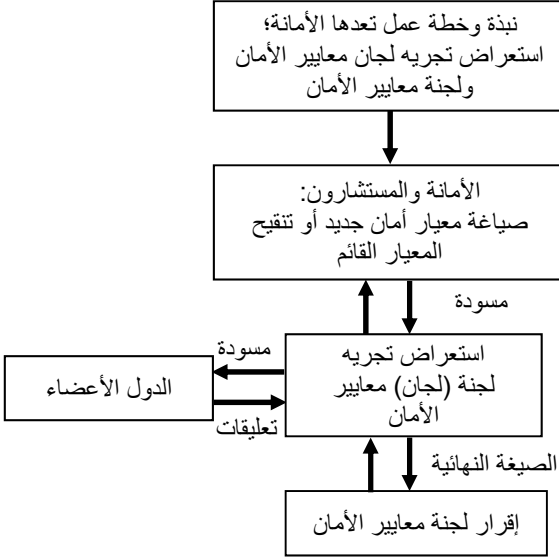 نبذة وخطة عمل تعدها الأمانة؛
استعراض تجريه لجان معايير الأمان
ولجنة معايير الأمان
الأمانة والمستشارون:
صياغة معيار أمان جديد أو تنقيح
المعيار القائم
مسودة
استعراض تجريه
لجنة (لجان) معايير
الأمان
مسودة
الدول الأعضاء
تعليقات
الصيغة النهائية
إقرار لجنة معايير الأمان